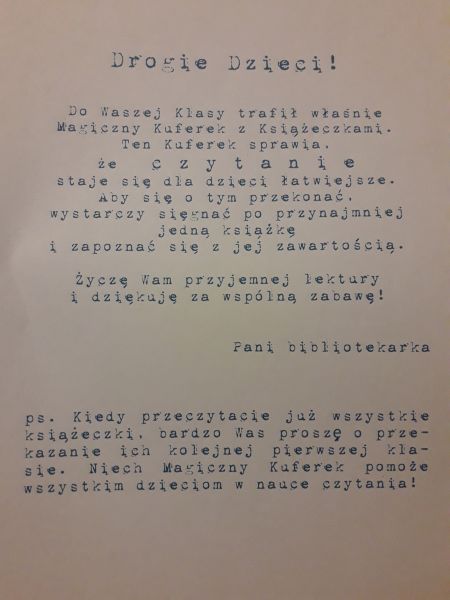 Drogie Dzieci!
Do Waszej Klasy trafił właśnie
Magiczny Kuferek z Książeczkami.
Ten Kuferek sprawia,
że czytanie
staje się dla dzieci łatwiejsze.
Aby się o tym przekonać,
wystarczy sięgnąć po przynajmniej
jedną książkę
i zapoznać się z jej zawartością.
Życzę Wam przyjemnej lektury
i dziękuję za wspólną zabawę!
Pani bibliotekarka
ps. Kiedy przeczytacie już wszystkie
książeczki, bardzo Was proszę o prze-
kazanie ich kolejnej pierwszej kla-
sie. Niech Magiczny Kuferek pomoże
wszystkim dzieciom w nauce czytania!